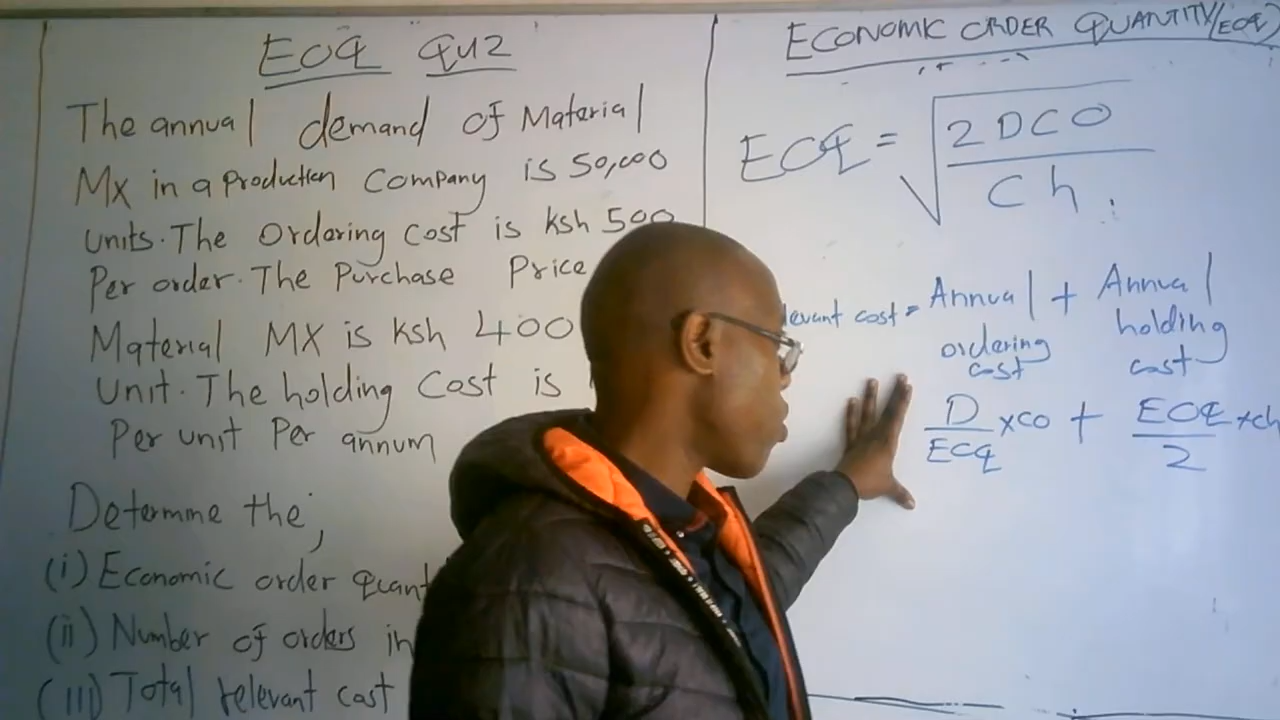 EOQ QU2
The annual demand of Material
MX in a Production Company is 50,000
units. The Ordering Cost is ksh 500
Per order. The Purchase Price
Material MX is ksh 400
Unit. The holding Cost is
Per unit Per annum
Determine the;
(i) Economic order quant
(ii) Number of orders in
(iii) Total relevant cost
ECONOMIC ORDER QUANTITY (EOQ)
EOQ = √ 2DCO
Ch.
levant cost = Annual + Annual
ordering holding
cost cost
D xco + EOQ xch
EOQ 2